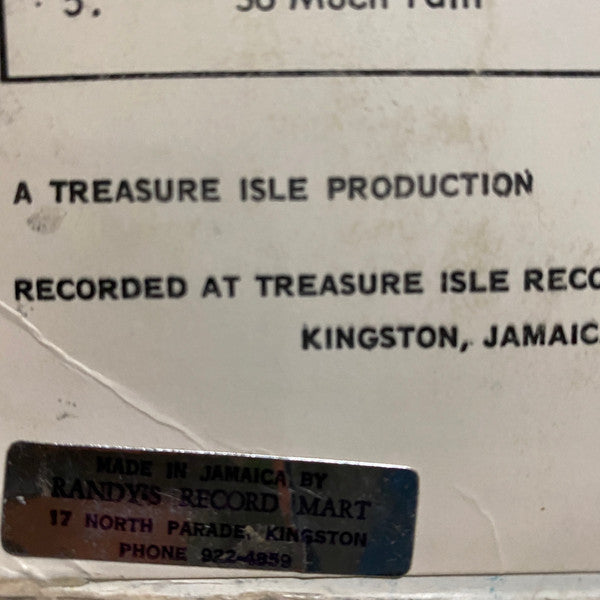 5. So Much Pain
A TREASURE ISLE PRODUCTION
RECORDED AT TREASURE ISLE RECO
KINGSTON, JAMAIC
MADE IN JAMAICA BY
RANDY'S RECORD MART
17 NORTH PARADE, KINGSTON
PHONE 922-4859